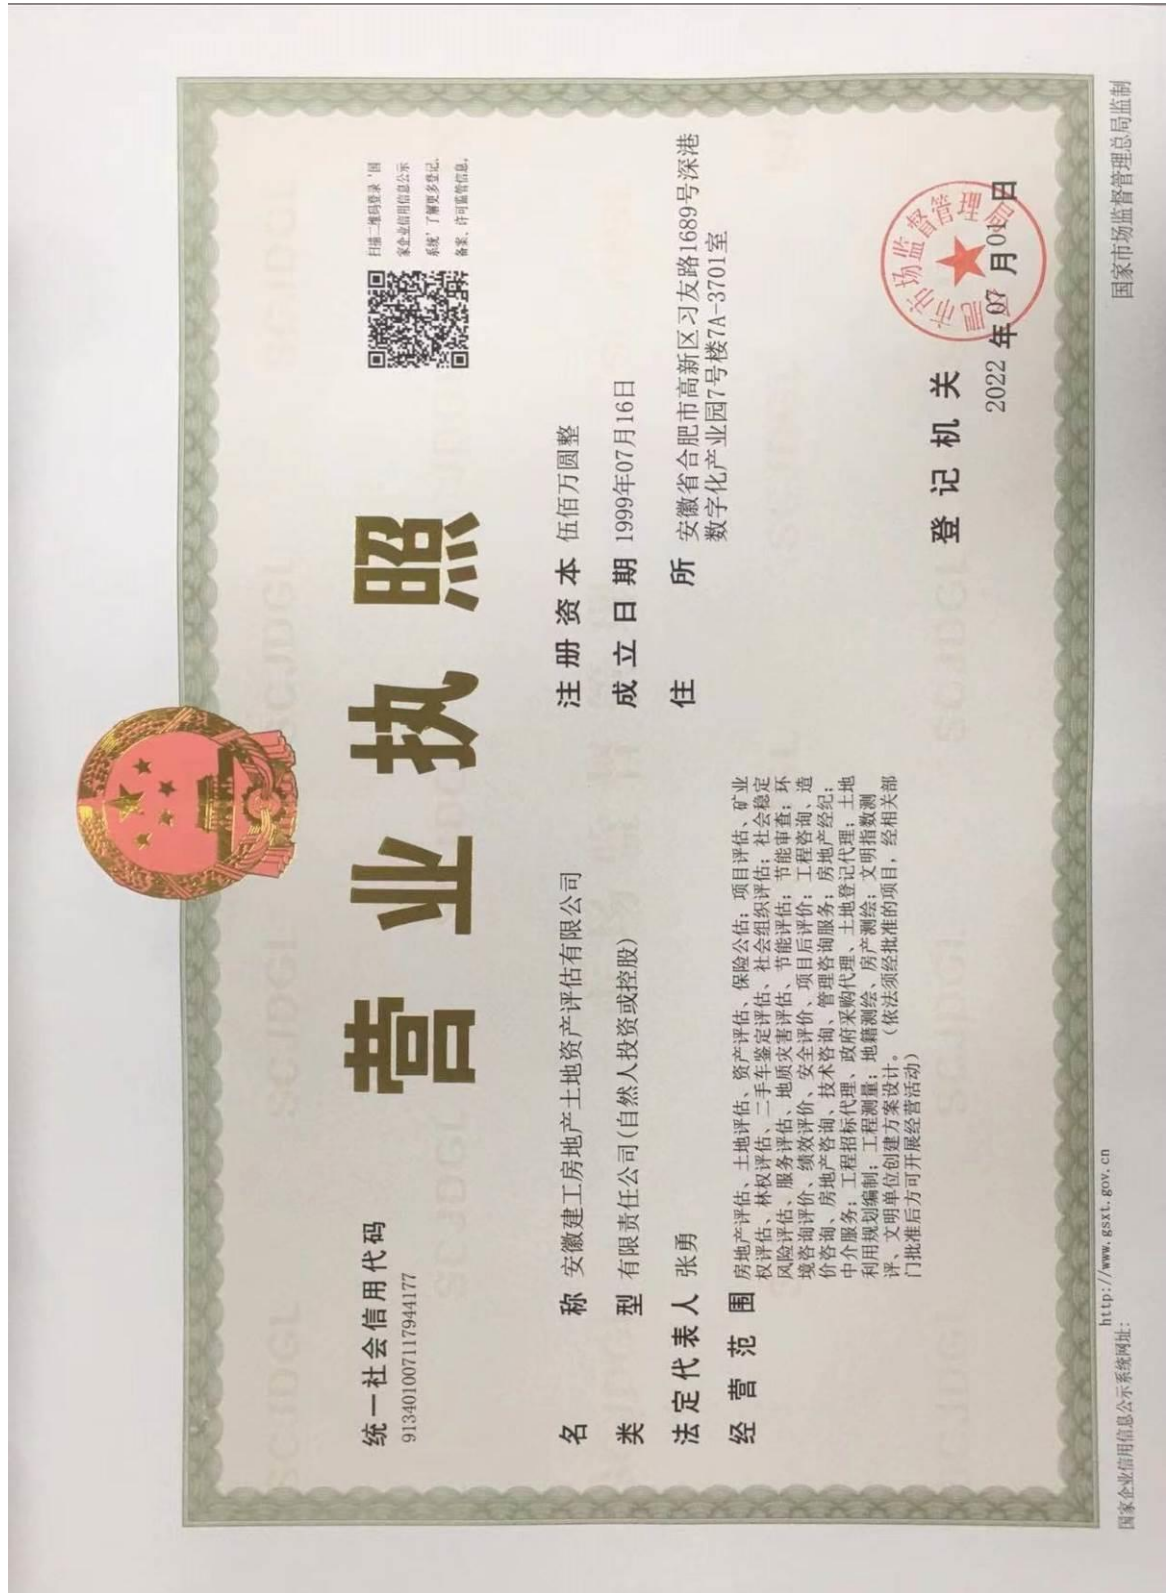 营业执照
统一社会信用代码
91340100711794417​7
扫描二维码登录‘国
家企业信用信息公示
系统’了解更多登记、
备案、许可监管信息。
名称 安徽建工房地产土地资产评估有限公司
类型 有限责任公司(自然人投资或控股)
法定代表人 张勇
经营范围 房地产评估、土地评估、资产评估、保险公估；项目评估、矿业
权评估、林权评估、二手车鉴定评估、社会组织评估；社会稳定
风险评估、服务评估、地质灾害评估、节能评估；节能审查；环
境咨询评价、绩效评价、安全评价、项目后评价；工程咨询、造
价咨询、房地产咨询、技术咨询、管理咨询服务；房地产经纪；
中介服务；工程招标代理、政府采购代理、土地登记代理；土地
利用规划编制；工程测量；地籍测绘、房产测绘；文明指数测
评、文明单位创建方案设计。（依法须经批准的项目，经相关部
门批准后方可开展经营活动）
注册资本 伍佰万圆整
成立日期 1999年07月16日
住所 安徽省合肥市高新区习友路1689号深港
数字化产业园7号楼7A-3701室
登记机关
市市场监督管理局
2022年07月01日
国家企业信用信息公示系统网址：
http://www.gsxt.gov.cn
国家市场监督管理总局监制